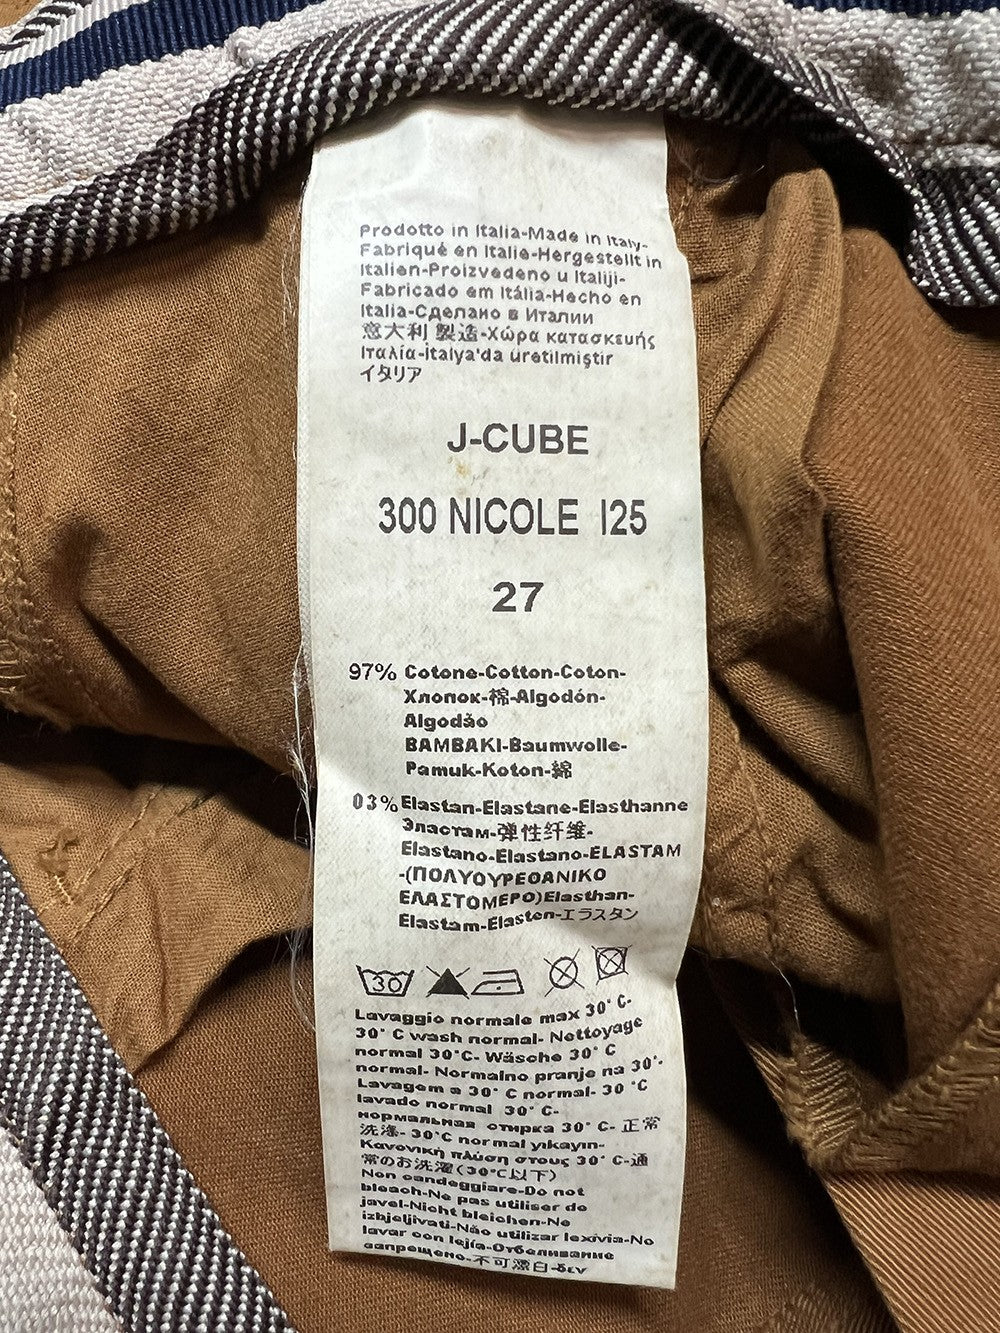 Prodotto in Italia-Made in Italy-
Fabriqué en Italie-Hergestellt in
Italien-Proizvedeno u Italiji-
Fabricado em Itália-Hecho en
Italia-Сделано в Италии
意大利 製造-Χώρα κατασκευής
Ιταλία-İtalya'da üretilmiştir
イタリア
J-CUBE
300 NICOLE I25
27
97% Cotone-Cotton-Coton-
Хлопок-棉-Algodón-
Algodão
BAMBAKI-Baumwolle-
Pamuk-Koton-綿
03% Elastan-Elastane-Elasthanne
Эластам-弹性纤维-
Elastano-Elastano-ELASTAM
-(ΠΟΛΥΟΥΡΕΘΑΝΙΚΟ
ΕΛΑΣΤΟΜΕΡΟ)Elasthan-
Elastam-Elasten-エラスタン
30
Lavaggio normale max 30° C-
30° C wash normal- Nettoyage
normal 30°C- Wäsche 30° C
normal- Normalno pranje na 30°-
Lavagem a 30° C normal- 30 °C
lavado normal 30° C-
нормальная стирка 30° C- 正常
洗涤- 30°C normal yıkayın-
Κανονική πλύση στους 30° C-通
常のお洗濯(30°C以下)
Non candeggiare-Do not
bleach-Ne pas utiliser de
javel-Nicht bleichen-Ne
izbjeljivati-Não utilizar lexivia-No
lavar con lejía-Отбеливание
запрещено-不可漂白-δεν